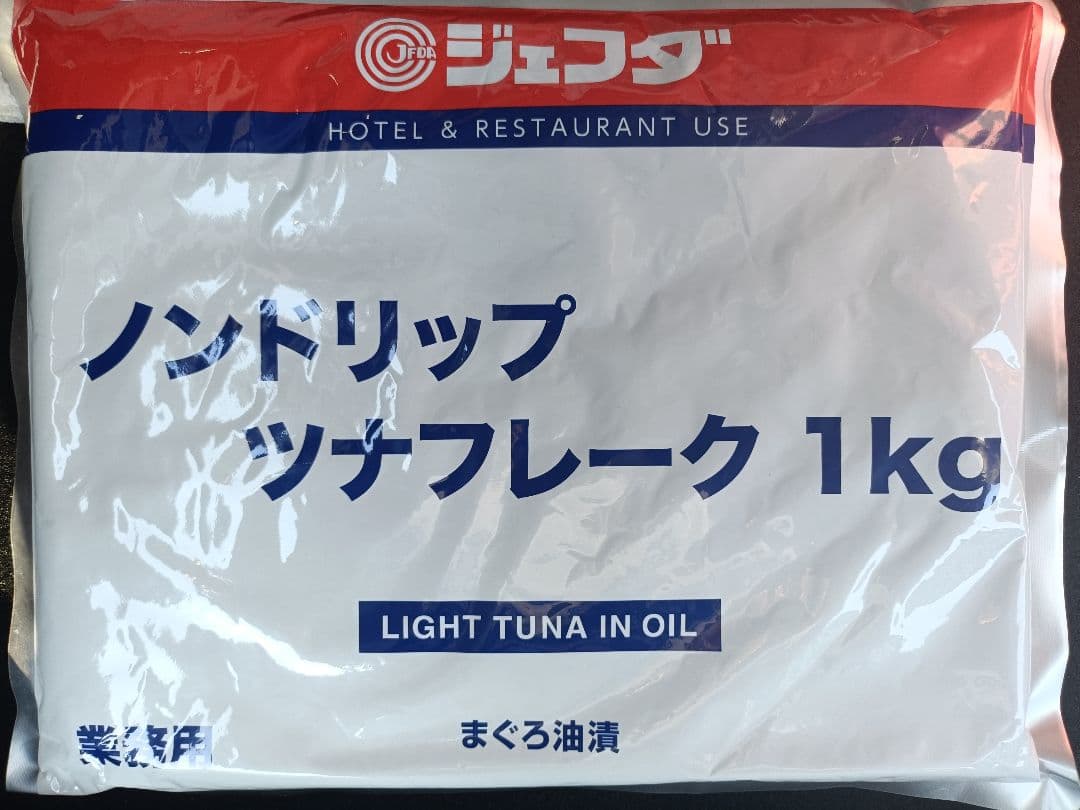 JFDA ジェフダ
HOTEL & RESTAURANT USE
ノンドリップ
ツナフレーク 1kg
LIGHT TUNA IN OIL
業務用
まぐろ油漬